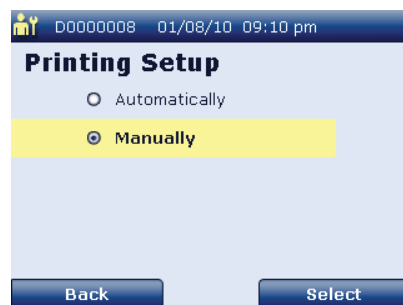 D0000008 01/08/10 09:10 pm
Printing Setup
Automatically
Manually
Back Select